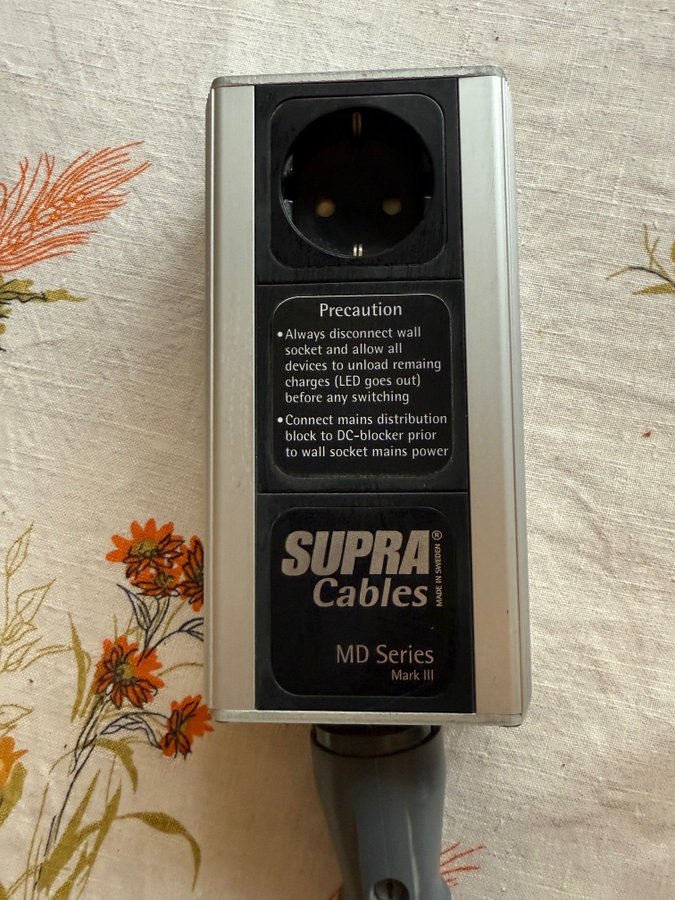 Precaution
•Always disconnect wall
socket and allow all
devices to unload remaing
charges (LED goes out)
before any switching
•Connect mains distribution
block to DC-blocker prior
to wall socket mains power
SUPRA®
Cables
MADE IN SWEDEN
MD Series
Mark III